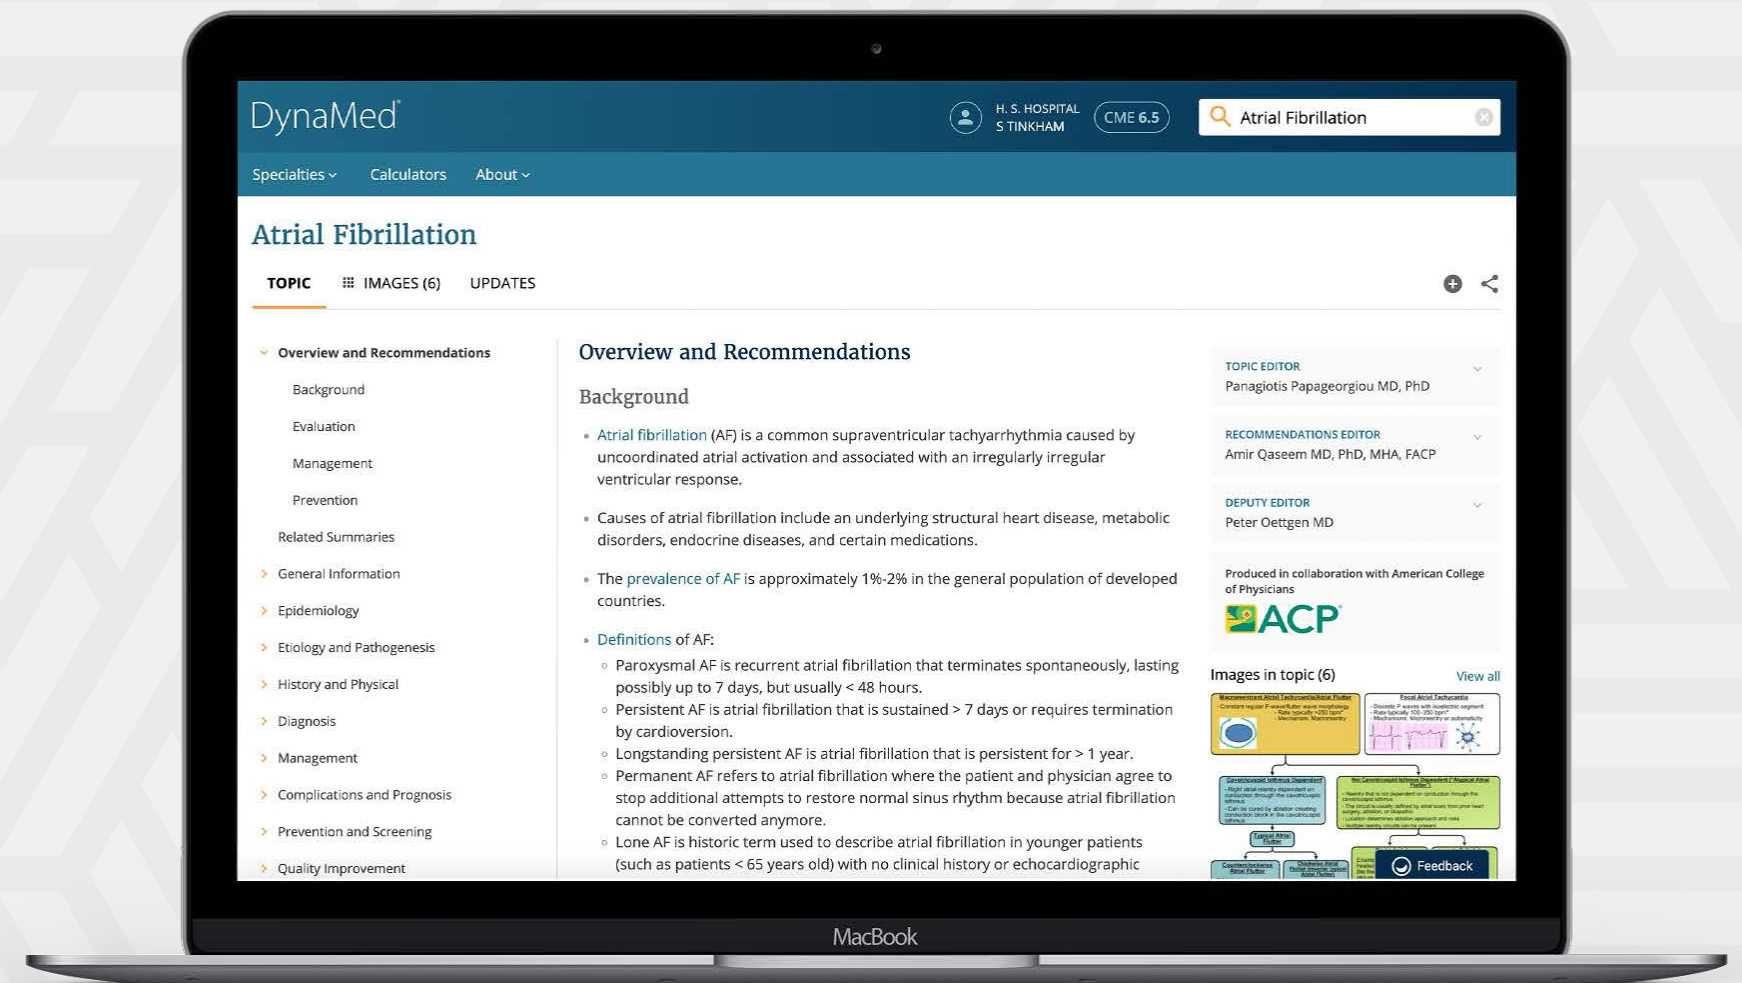 DynaMed
H. S. HOSPITAL
S TINKHAM
CME 6.5
Atrial Fibrillation
Specialties
Calculators
About
Atrial Fibrillation
TOPIC
IMAGES (6)
UPDATES
Overview and Recommendations
Background
Evaluation
Management
Prevention
Related Summaries
General Information
Epidemiology
Etiology and Pathogenesis
History and Physical
Diagnosis
Management
Complications and Prognosis
Prevention and Screening
Quality Improvement
Overview and Recommendations
Background
Atrial fibrillation (AF) is a common supraventricular tachyarrhythmia caused by
uncoordinated atrial activation and associated with an irregularly irregular
ventricular response.
Causes of atrial fibrillation include an underlying structural heart disease, metabolic
disorders, endocrine diseases, and certain medications.
The prevalence of AF is approximately 1%-2% in the general population of developed
countries.
Definitions of AF:
Paroxysmal AF is recurrent atrial fibrillation that terminates spontaneously, lasting
possibly up to 7 days, but usually < 48 hours.
Persistent AF is atrial fibrillation that is sustained > 7 days or requires termination
by cardioversion.
Longstanding persistent AF is atrial fibrillation that is persistent for > 1 year.
Permanent AF refers to atrial fibrillation where the patient and physician agree to
stop additional attempts to restore normal sinus rhythm because atrial fibrillation
cannot be converted anymore.
Lone AF is historic term used to describe atrial fibrillation in younger patients
(such as patients < 65 years old) with no clinical history or echocardiographic
TOPIC EDITOR
Panagiotis Papageorgiou MD, PhD
RECOMMENDATIONS EDITOR
Amir Qaseem MD, PhD, MHA, FACP
DEPUTY EDITOR
Peter Oettgen MD
Produced in collaboration with American College
of Physicians
ACP
Images in topic (6)
View all
Macroreentrant Atrial Tachycardia/Atrial Flutter
Focal Atrial Tachycardia
Typical Atrial
Flutter
Feedback
MacBook